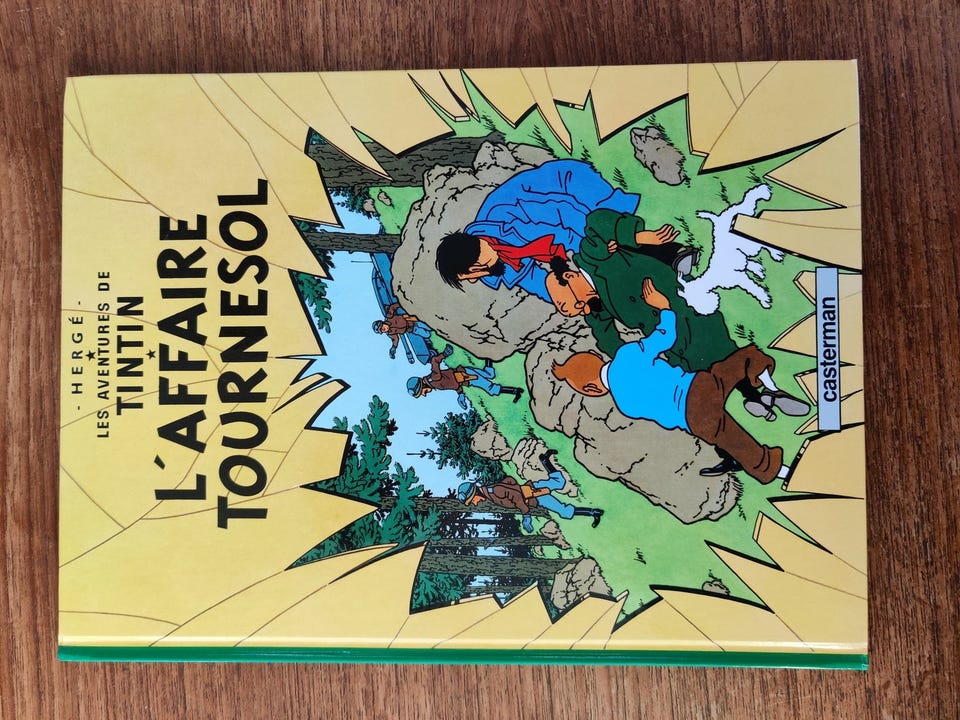 - HERGÉ -
★
LES AVENTURES DE
TINTIN
★
L'AFFAIRE
TOURNESOL
casterman